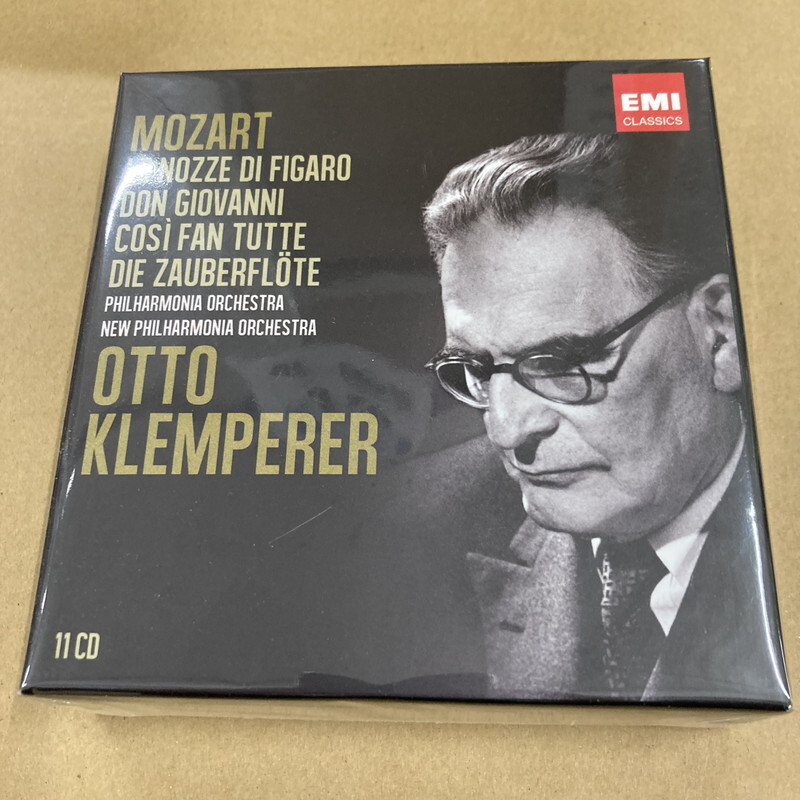 EMI
CLASSICS
MOZART
NOZZE DI FIGARO
DON GIOVANNI
COSÌ FAN TUTTE
DIE ZAUBERFLÖTE
PHILHARMONIA ORCHESTRA
NEW PHILHARMONIA ORCHESTRA
OTTO
KLEMPERER
11 CD